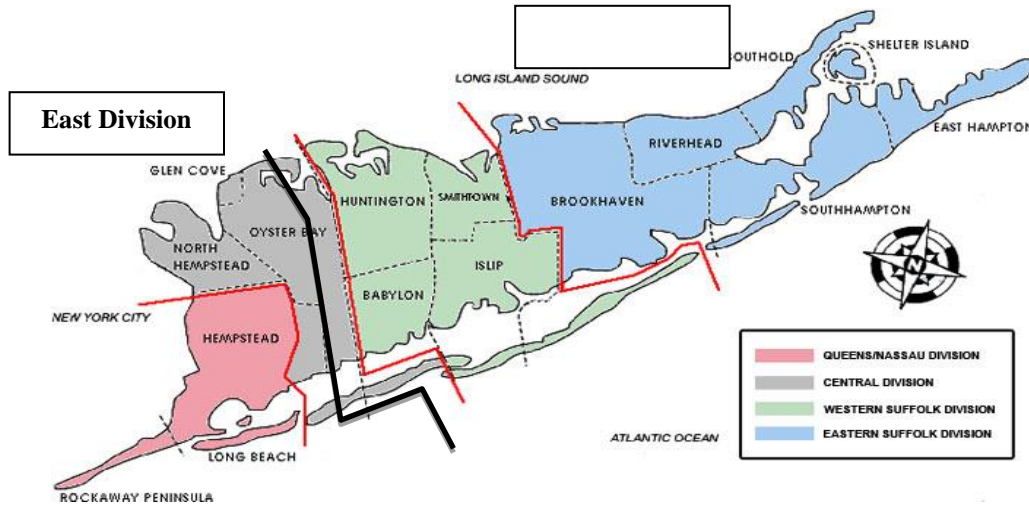 OUTHOLD
SHELTER ISLAND
LONG ISLAND SOUND
East Division
EAST HAMPTON
RIVERHEAD
GLEN COVE
HUNTINGTON
SMITHTOWN
BROOKHAVEN
SOUTHHAMPTON
OYSTER BAY
NORTH
HEMPSTEAD
ISLIP
N
BABYLON
NEW YORK CITY
HEMPSTEAD
QUEENS/NASSAU DIVISION
CENTRAL DIVISION
WESTERN SUFFOLK DIVISION
EASTERN SUFFOLK DIVISION
ATLANTIC OCEAN
LONG BEACH
ROCKAWAY PENINSULA